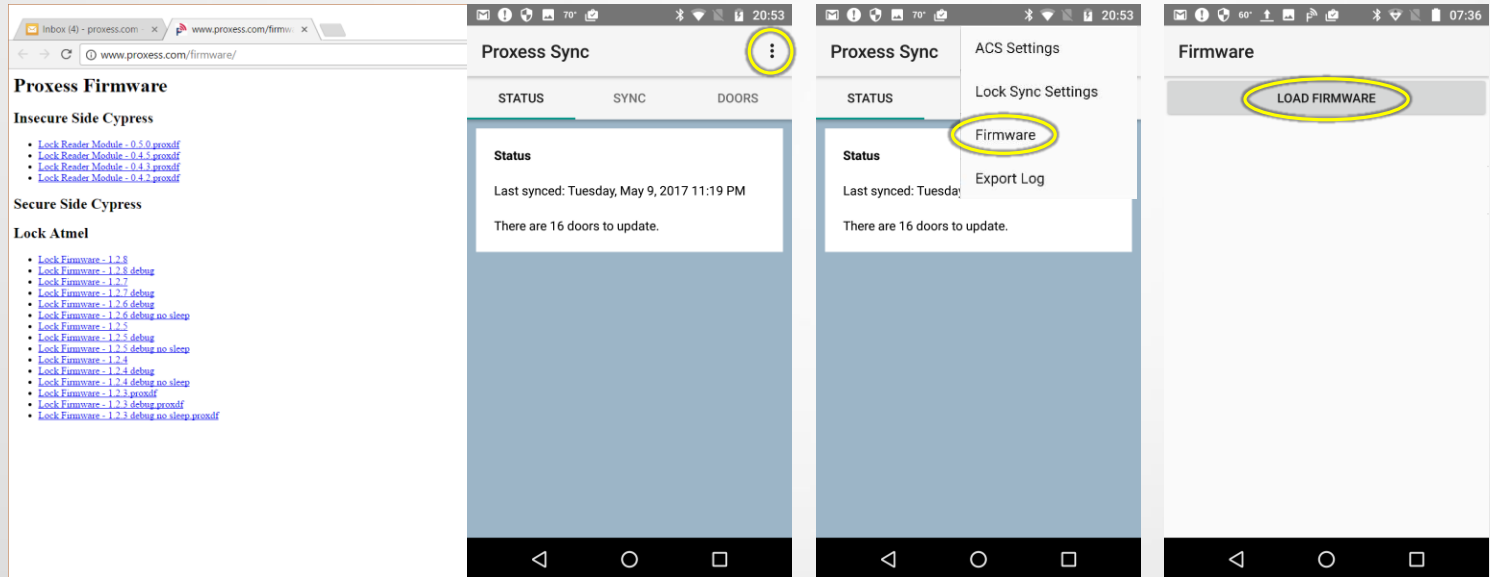 Inbox (4) - proxess.com -
www.proxess.com/firmw
www.proxess.com/firmware/
Proxess Firmware
Insecure Side Cypress
Lock Reader Module - 0.5.0.proxdf
Lock Reader Module - 0.4.5.proxdf
Lock Reader Module - 0.4.3.proxdf
Lock Reader Module - 0.4.2.proxdf
Secure Side Cypress
Lock Atmel
Lock Firmware - 1.2.8
Lock Firmware - 1.2.8 debug
Lock Firmware - 1.2.7
Lock Firmware - 1.2.7 debug
Lock Firmware - 1.2.6 debug
Lock Firmware - 1.2.6 debug no sleep
Lock Firmware - 1.2.5
Lock Firmware - 1.2.5 debug
Lock Firmware - 1.2.5 debug no sleep
Lock Firmware - 1.2.4
Lock Firmware - 1.2.4 debug
Lock Firmware - 1.2.4 debug no sleep
Lock Firmware - 1.2.3.proxdf
Lock Firmware - 1.2.3 debug.proxdf
Lock Firmware - 1.2.3 debug no sleep.proxdf
70° 20:53
Proxess Sync
STATUS SYNC DOORS
Status
Last synced: Tuesday, May 9, 2017 11:19 PM
There are 16 doors to update.
70° 20:53
Proxess Sync
ACS Settings
Lock Sync Settings
Firmware
Export Log
STATUS
Status
Last synced: Tuesday
There are 16 doors to update.
60° 07:36
Firmware
LOAD FIRMWARE